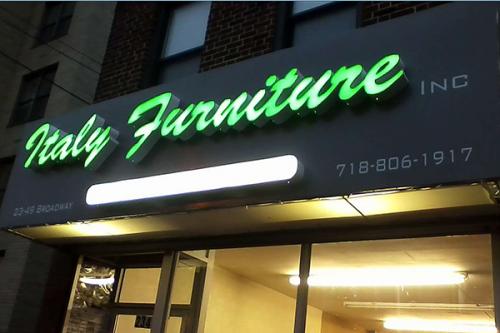 Italy Furniture INC
718-806-1917
23-49 BROADWAY